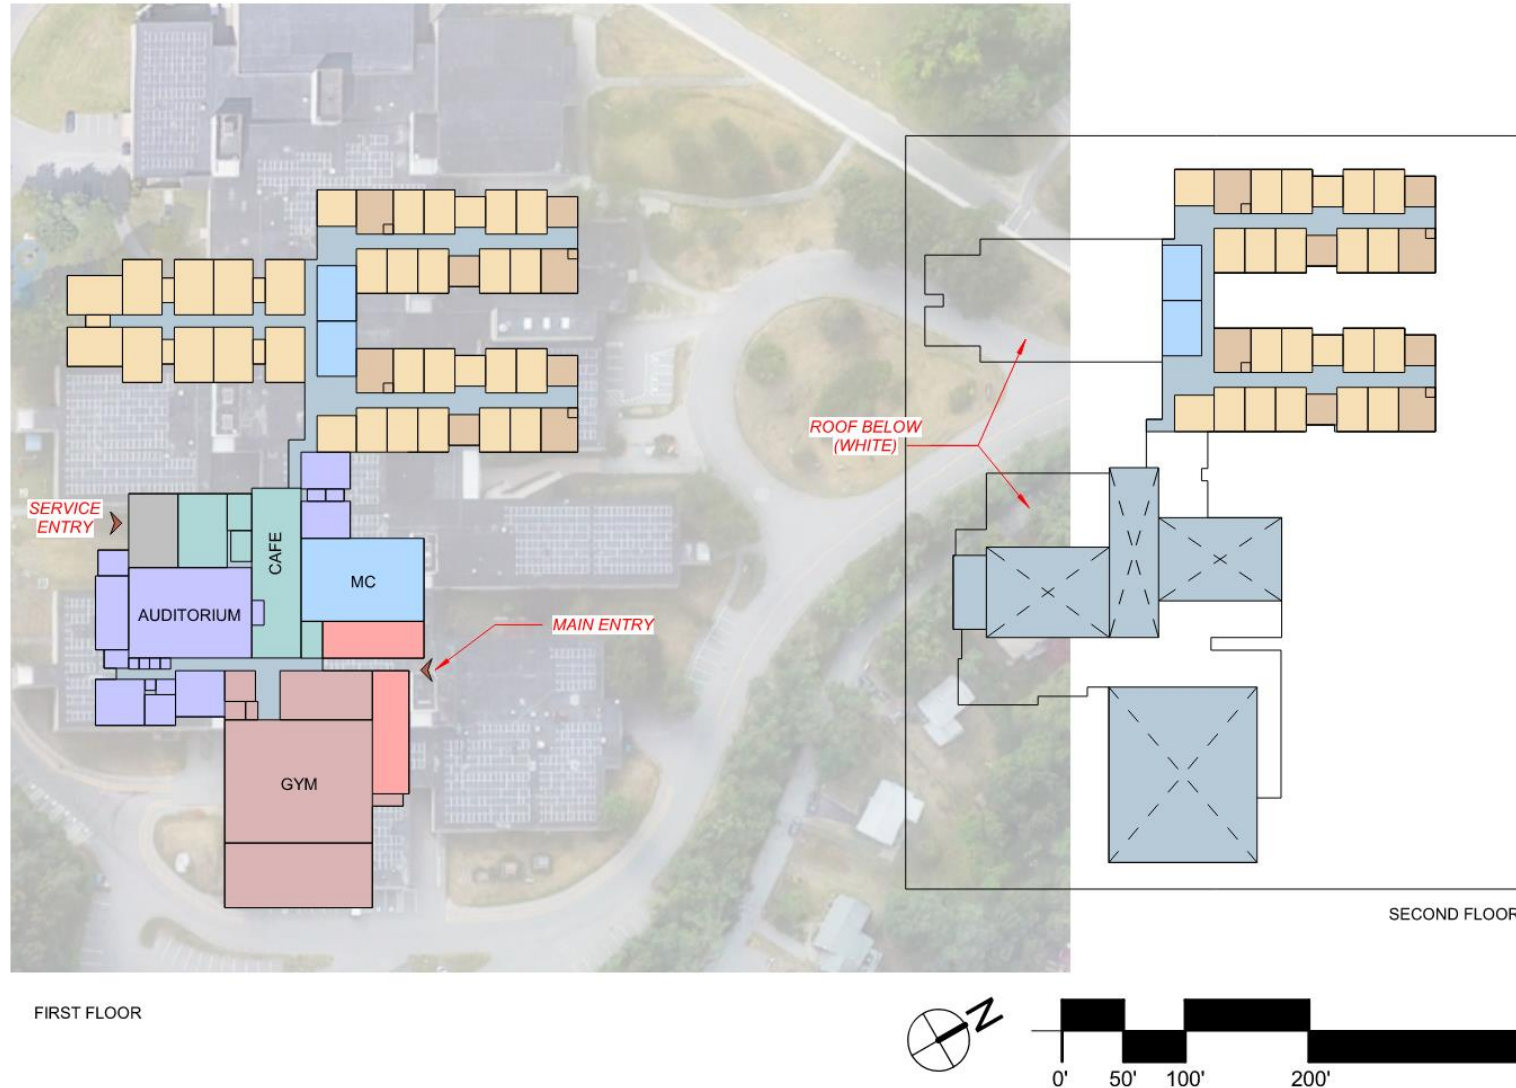 SERVICE
ENTRY
CAFE
MC
AUDITORIUM
MAIN ENTRY
GYM
ROOF BELOW
(WHITE)
SECOND FLOOR
FIRST FLOOR
N
0' 50' 100' 200'